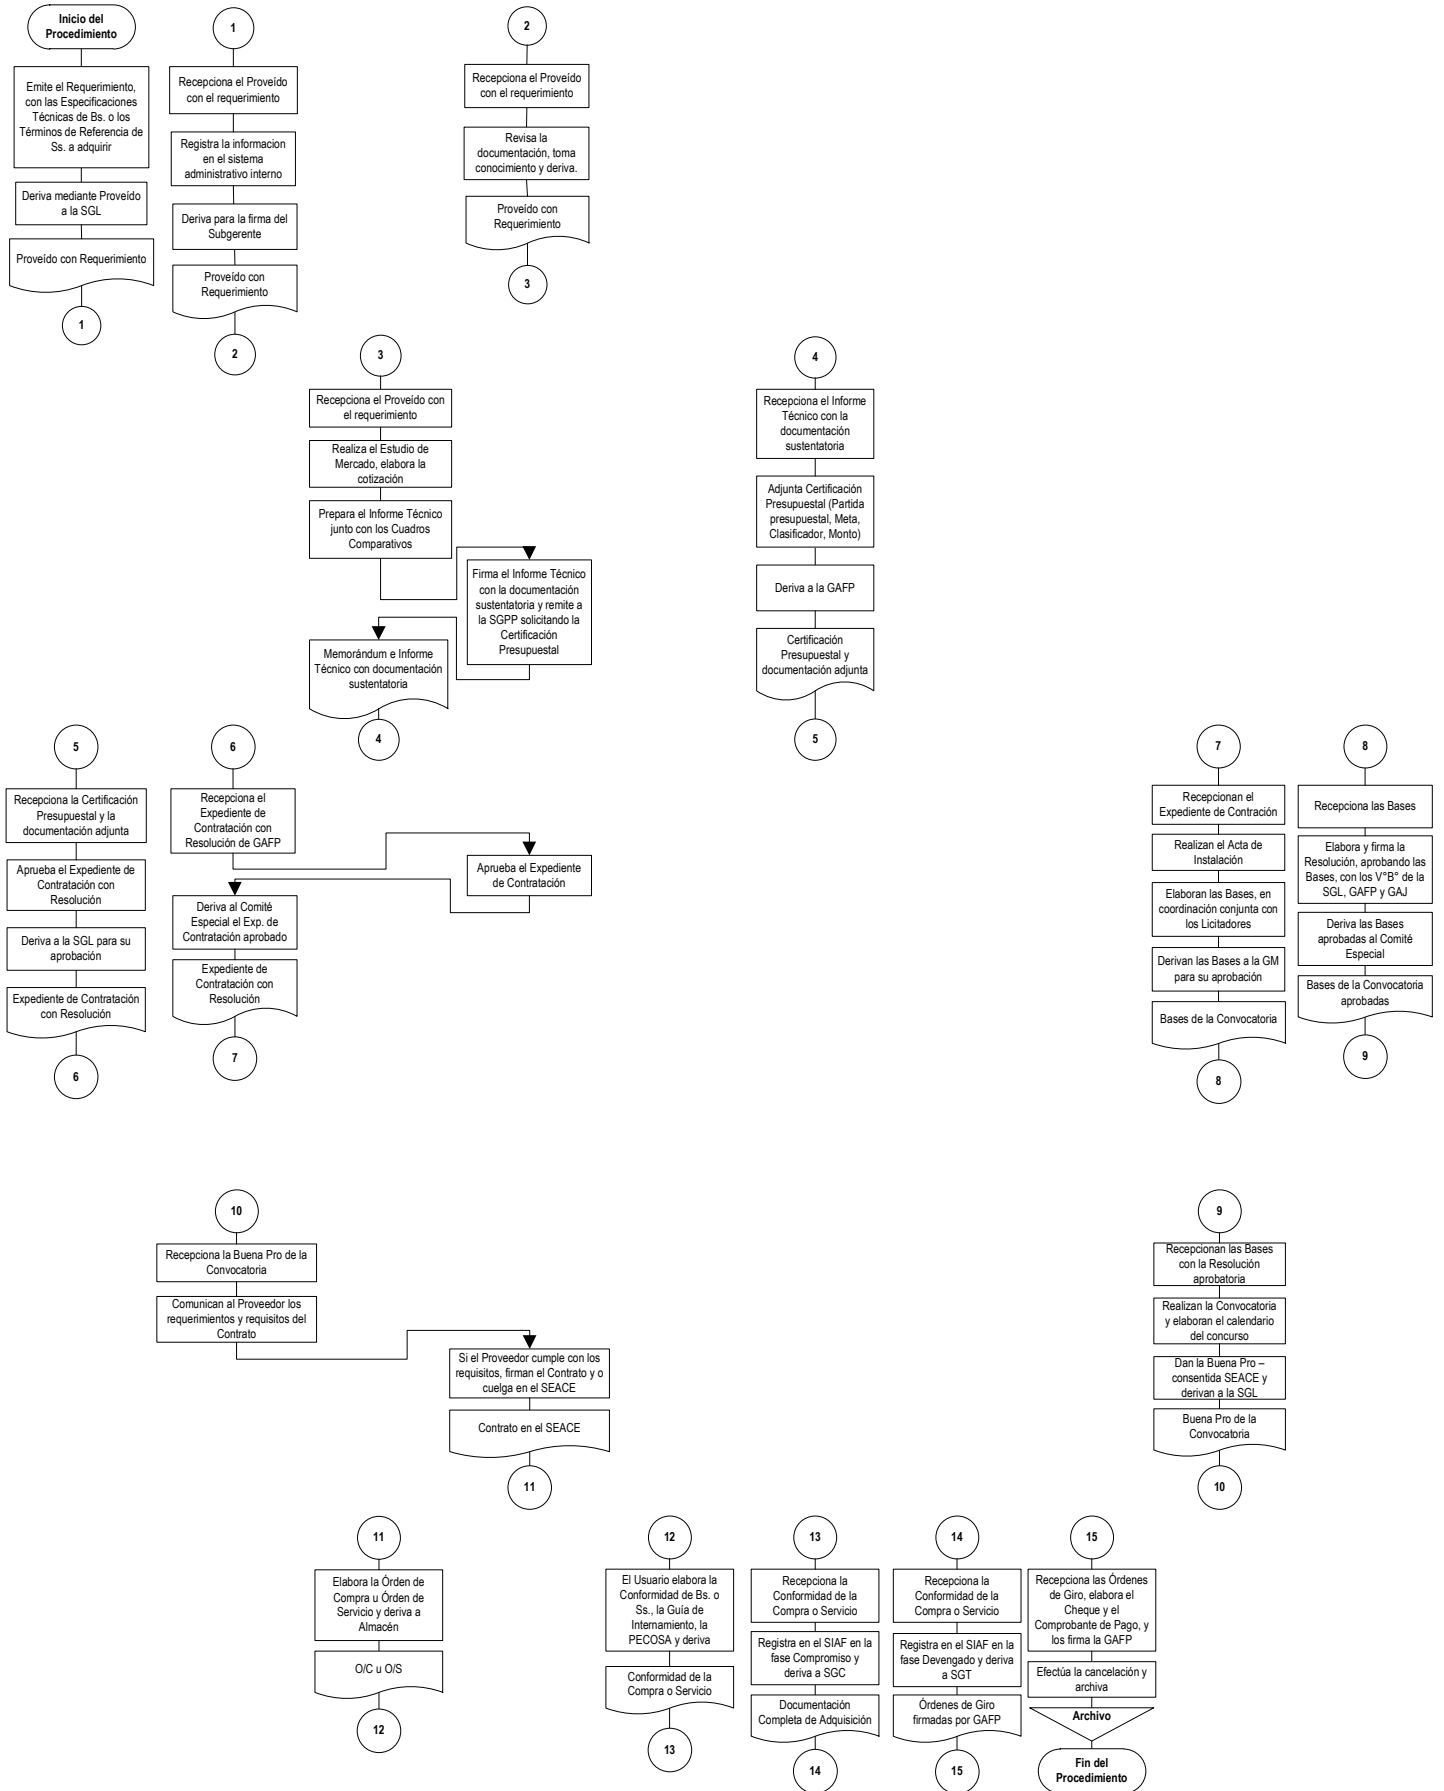 Inicio del
Procedimiento
Emite el Requerimiento,
con las Especificaciones
Técnicas de Bs. o los
Términos de Referencia de
Ss. a adquirir
Deriva mediante Proveído
a la SGL
Proveído con Requerimiento
1
1
Recepciona el Proveído
con el requerimiento
Registra la informacion
en el sistema
administrativo interno
Deriva para la firma del
Subgerente
Proveído con
Requerimiento
2
2
Recepciona el Proveído
con el requerimiento
Revisa la
documentación, toma
conocimiento y deriva.
Proveído con
Requerimiento
3
3
Recepciona el Proveído con
el requerimiento
Realiza el Estudio de
Mercado, elabora la
cotización
Prepara el Informe Técnico
junto con los Cuadros
Comparativos
Firma el Informe Técnico
con la documentación
sustentatoria y remite a
la SGPP solicitando la
Certificación
Presupuestal
Memorándum e Informe
Técnico con documentación
sustentatoria
4
4
Recepciona el Informe
Técnico con la
documentación
sustentatoria
Adjunta Certificación
Presupuestal (Partida
presupuestal, Meta,
Clasificador, Monto)
Deriva a la GAFP
Certificación
Presupuestal y
documentación adjunta
5
5
Recepciona la Certificación
Presupuestal y la
documentación adjunta
Aprueba el Expediente de
Contratación con
Resolución
Deriva a la SGL para su
aprobación
Expediente de Contratación
con Resolución
6
6
Recepciona el
Expediente de
Contratación con
Resolución de GAFP
Aprueba el Expediente
de Contratación
Deriva al Comité
Especial el Exp. de
Contratación aprobado
Expediente de
Contratación con
Resolución
7
7
Recepcionan el
Expediente de Contración
Realizan el Acta de
Instalación
Elaboran las Bases, en
coordinación conjunta con
los Licitadores
Derivan las Bases a la GM
para su aprobación
Bases de la Convocatoria
8
8
Recepciona las Bases
Elabora y firma la
Resolución, aprobando las
Bases, con los V°B° de la
SGL, GAFP y GAJ
Deriva las Bases
aprobadas al Comité
Especial
Bases de la Convocatoria
aprobadas
9
9
Recepcionan las Bases
con la Resolución
aprobatoria
Realizan la Convocatoria
y elaboran el calendario
del concurso
Dan la Buena Pro –
consentida SEACE y
derivan a la SGL
Buena Pro de la
Convocatoria
10
10
Recepciona la Buena Pro de la
Convocatoria
Comunican al Proveedor los
requerimientos y requisitos del
Contrato
Si el Proveedor cumple con los
requisitos, firman el Contrato y o
cuelga en el SEACE
Contrato en el SEACE
11
11
Elabora la Órden de
Compra u Órden de
Servicio y deriva a
Almacén
O/C u O/S
12
12
El Usuario elabora la
Conformidad de Bs. o
Ss., la Guía de
Internamiento, la
PECOSA y deriva
Conformidad de la
Compra o Servicio
13
13
Recepciona la
Conformidad de la
Compra o Servicio
Registra en el SIAF en la
fase Compromiso y
deriva a SGC
Documentación
Completa de Adquisición
14
14
Recepciona la
Conformidad de la
Compra o Servicio
Registra en el SIAF en la
fase Devengado y deriva
a SGT
Órdenes de Giro
firmadas por GAFP
15
15
Recepciona las Órdenes
de Giro, elabora el
Cheque y el
Comprobante de Pago, y
los firma la GAFP
Efectúa la cancelación y
archiva
Archivo
Fin del
Procedimiento